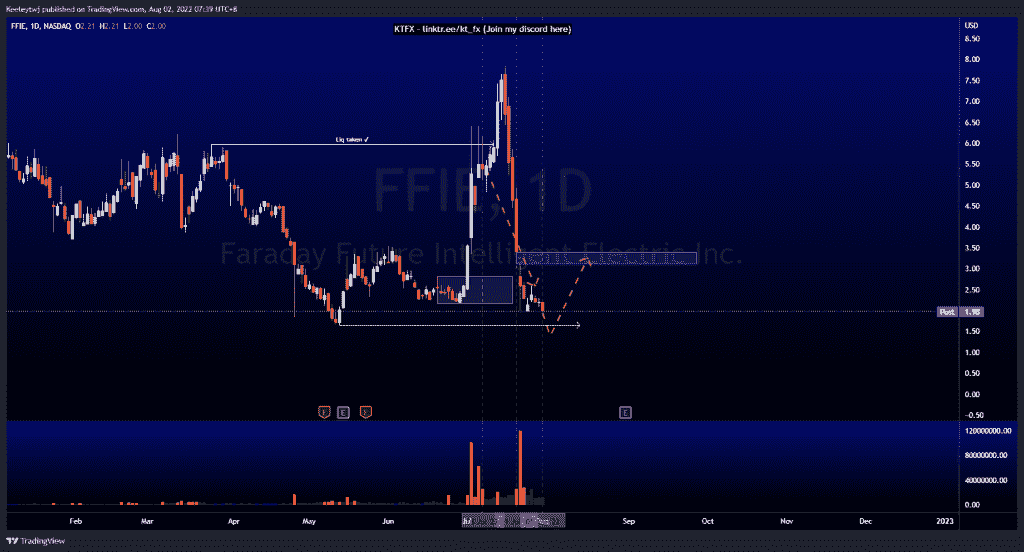 Keeleytwj published on TradingView.com, Aug 02, 2022 07:39 UTC+8
FFIE, 1D, NASDAQ O2.21 H2.21 L2.00 C2.00
KTFX - linktr.ee/kt_fx (Join my discord here)
USD
8.50
8.00
7.50
7.00
6.50
6.00
5.50
5.00
4.50
4.00
3.50
3.00
2.50
Post 1.98
1.50
1.00
0.50
0.00
-0.50
Liq taken ✓
FFIE, 1D
Faraday Future Intelligent Electric Inc.
E
E
120000000.00
80000000.00
40000000.00
0.00
Feb Mar Apr May Jun Jul Aug Sep Oct Nov Dec 2023
TradingView